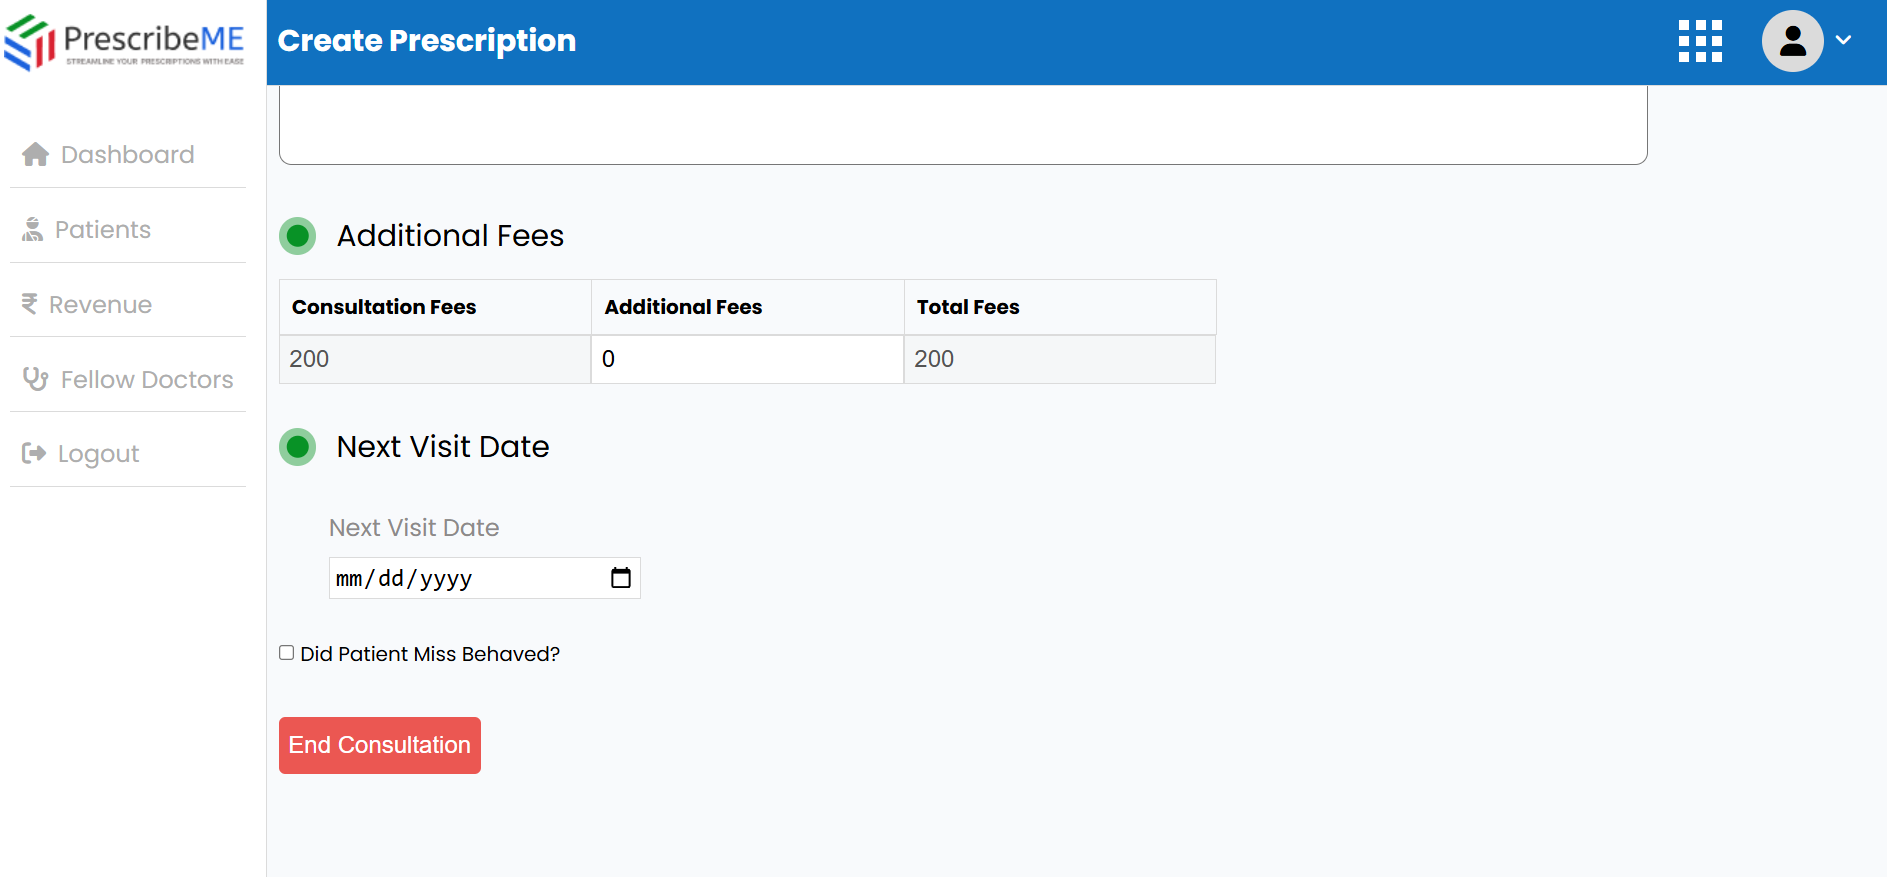 PrescribeME
STREAMLINE YOUR PRESCRIPTIONS WITH EASE
Create Prescription
Dashboard
Patients
Revenue
Fellow Doctors
Logout
Additional Fees
Consultation Fees Additional Fees Total Fees
200 0 200
Next Visit Date
Next Visit Date
mm/dd/yyyy
Did Patient Miss Behaved?
End Consultation